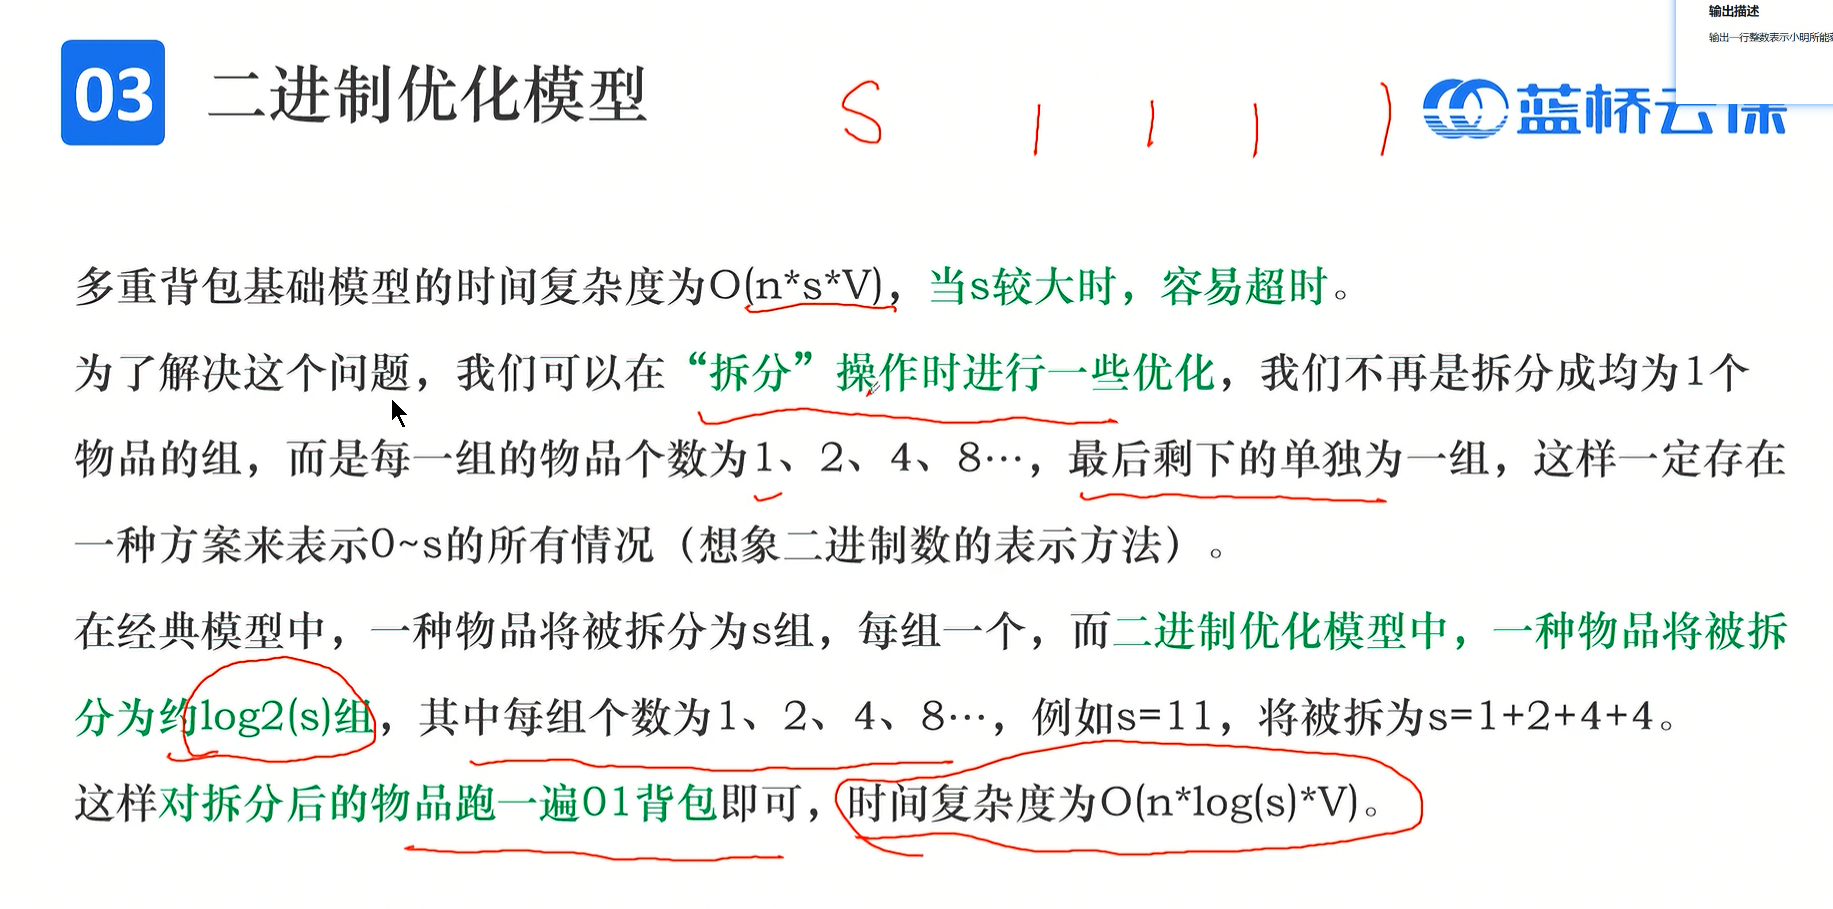 输出描述
输出一行整数表示小明所能
03 二进制优化模型
S 1 1 1 1
蓝桥云课
多重背包基础模型的时间复杂度为O(n*s*V)，当s较大时，容易超时。
为了解决这个问题，我们可以在“拆分”操作时进行一些优化，我们不再是拆分成均为1个
物品的组，而是每一组的物品个数为1、2、4、8…，最后剩下的单独为一组，这样一定存在
一种方案来表示0~s的所有情况（想象二进制数的表示方法）。
在经典模型中，一种物品将被拆分为s组，每组一个，而二进制优化模型中，一种物品将被拆
分为约log2(s)组，其中每组个数为1、2、4、8…，例如s=11，将被拆为s=1+2+4+4。
这样对拆分后的物品跑一遍01背包即可，时间复杂度为O(n*log(s)*V)。